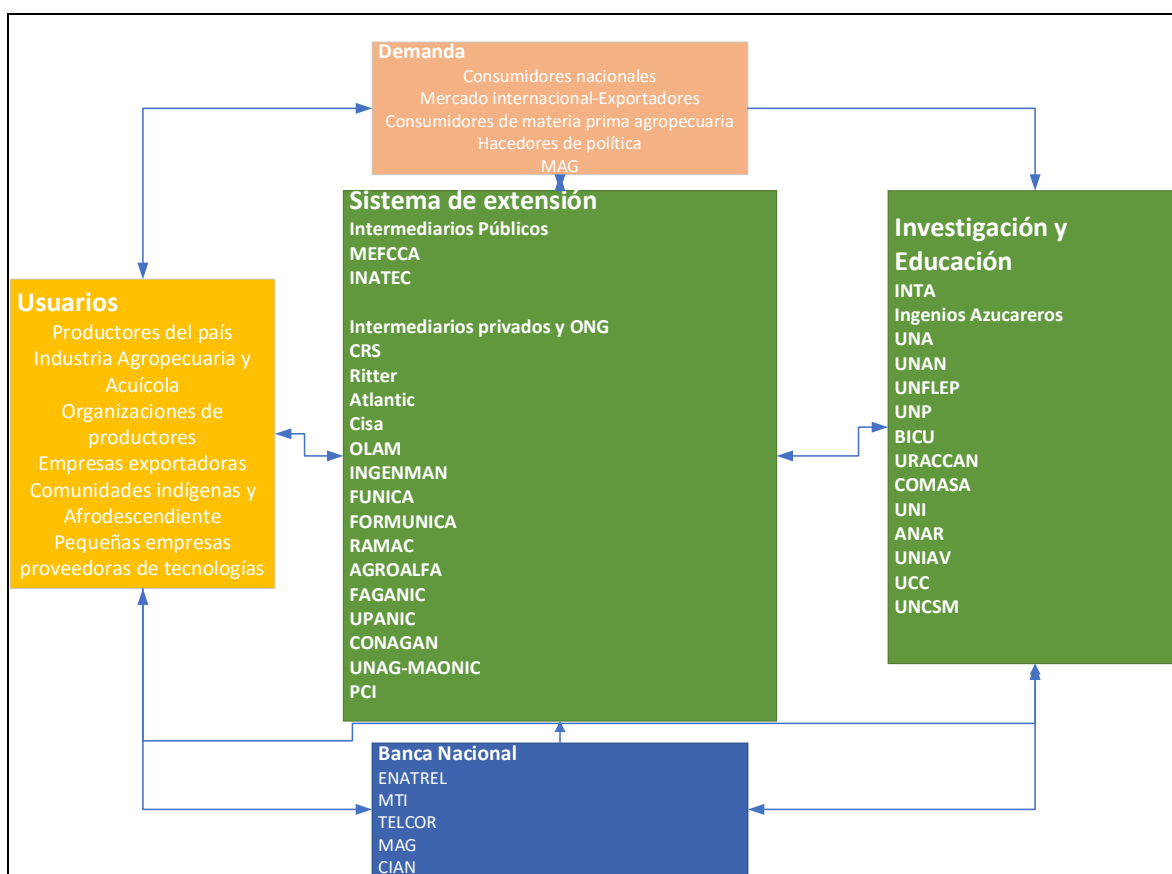 Demanda
Consumidores nacionales
Mercado internacional-Exportadores
Consumidores de materia prima agropecuaria
Hacedores de política
MAG
Usuarios
Productores del país
Industria Agropecuaria y
Acuícola
Organizaciones de
productores
Empresas exportadoras
Comunidades indígenas y
Afrodescendiente
Pequeñas empresas
proveedoras de tecnologías
Sistema de extensión
Intermediarios Públicos
MEFCCA
INATEC
Intermediarios privados y ONG
CRS
Ritter
Atlantic
Cisa
OLAM
INGENMAN
FUNICA
FORMUNICA
RAMAC
AGROALFA
FAGANIC
UPANIC
CONAGAN
UNAG-MAONIC
PCI
Investigación y
Educación
INTA
Ingenios Azucareros
UNA
UNAN
UNFLEP
UNP
BICU
URACCAN
COMASA
UNI
ANAR
UNIAV
UCC
UNCSM
Banca Nacional
ENATREL
MTI
TELCOR
MAG
CIAN